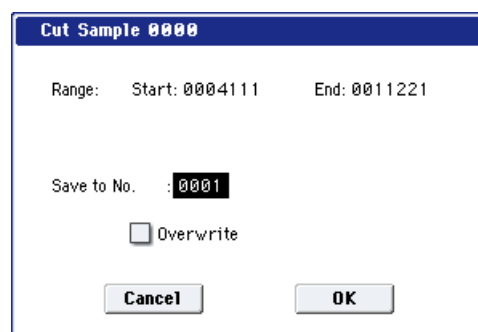 Cut Sample 0000
Range: Start: 0004111 End: 0011221
Save to No. :0001
Overwrite
Cancel OK